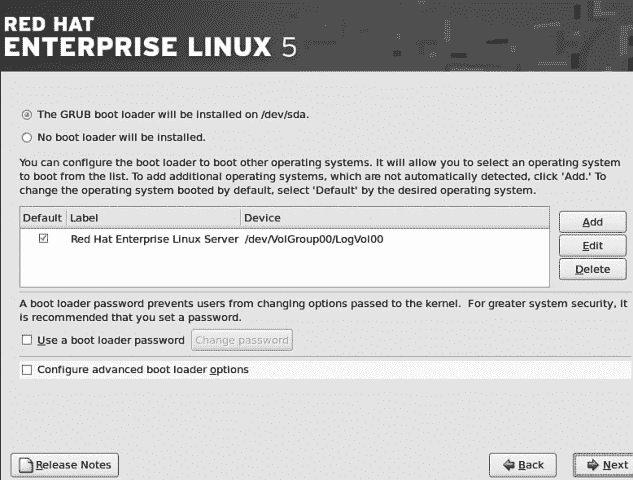 RED HAT
ENTERPRISE LINUX 5
The GRUB boot loader will be installed on /dev/sda.
No boot loader will be installed.
You can configure the boot loader to boot other operating systems. It will allow you to select an operating system
to boot from the list. To add additional operating systems, which are not automatically detected, click 'Add.' To
change the operating system booted by default, select 'Default' by the desired operating system.
Default Label Device
Red Hat Enterprise Linux Server /dev/VolGroup00/LogVol00
Add
Edit
Delete
A boot loader password prevents users from changing options passed to the kernel. For greater system security, it
is recommended that you set a password.
Use a boot loader password Change password
Configure advanced boot loader options
Release Notes Back Next